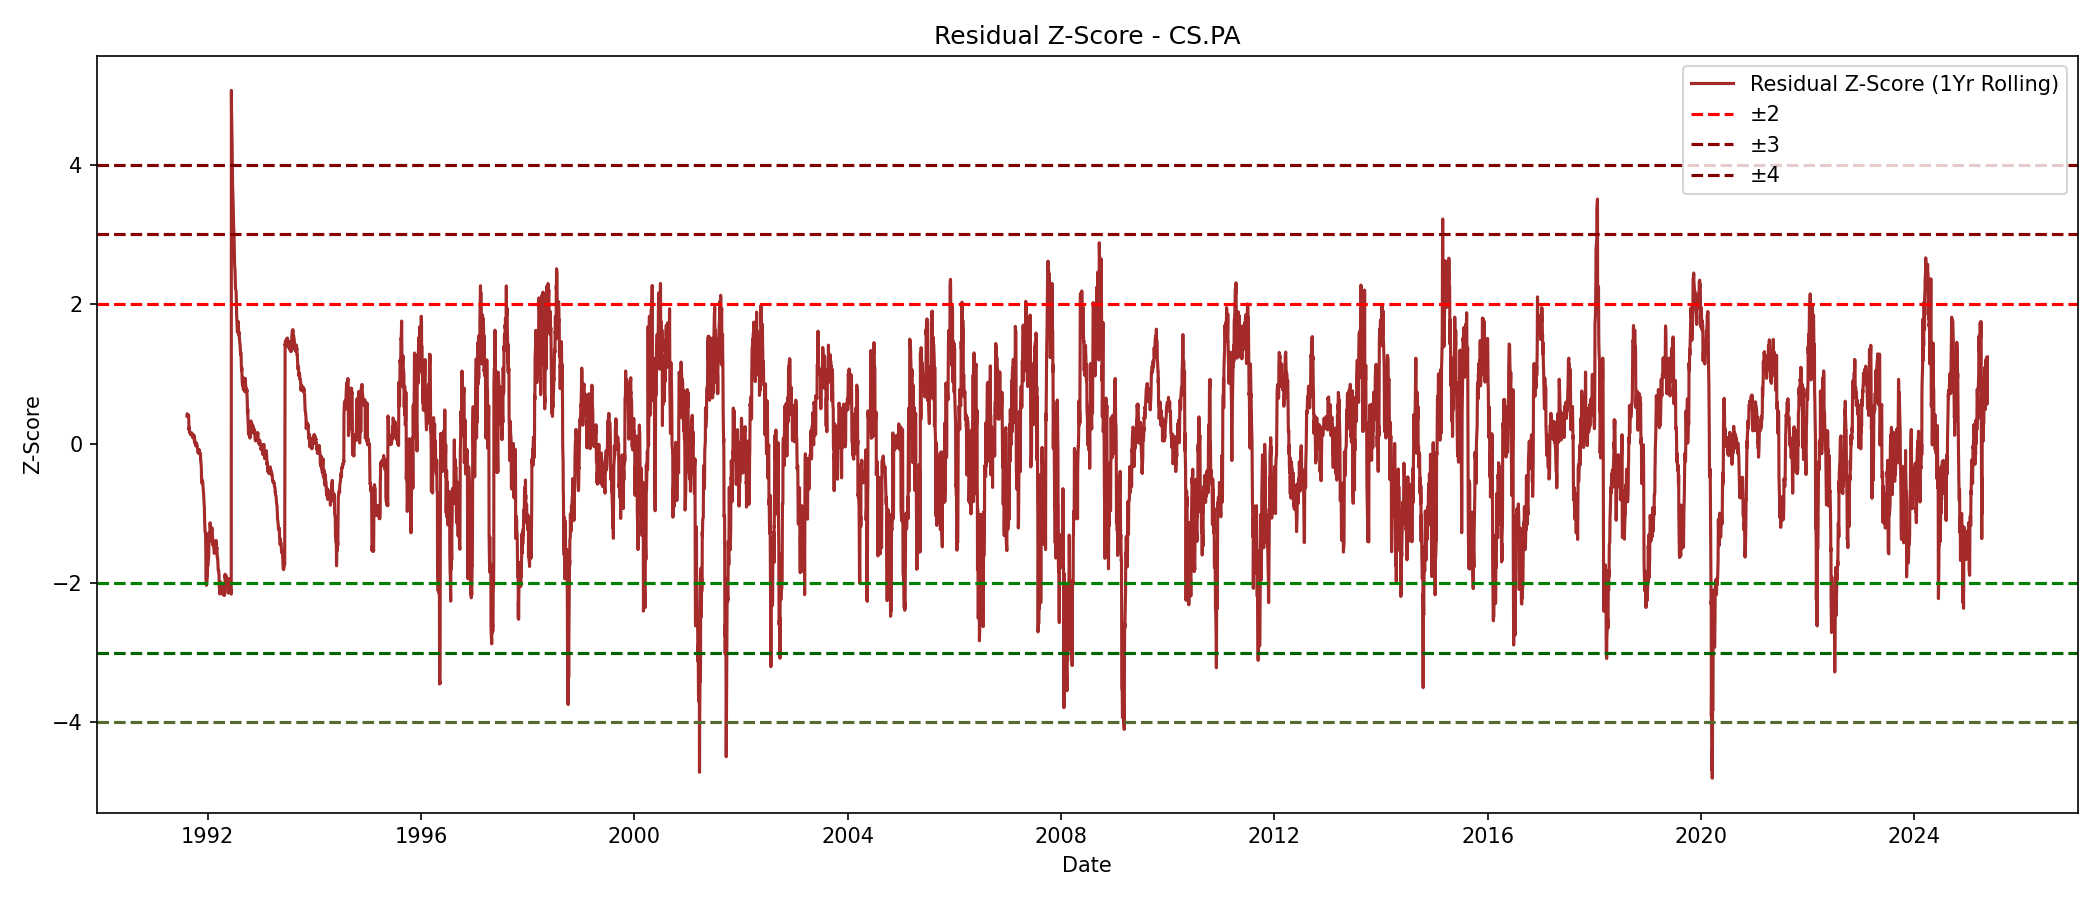 Residual Z-Score - CS.PA
Residual Z-Score (1Yr Rolling)
±2
±3
±4
Z-Score
4
2
0
−2
−4
1992 1996 2000 2004 2008 2012 2016 2020 2024
Date